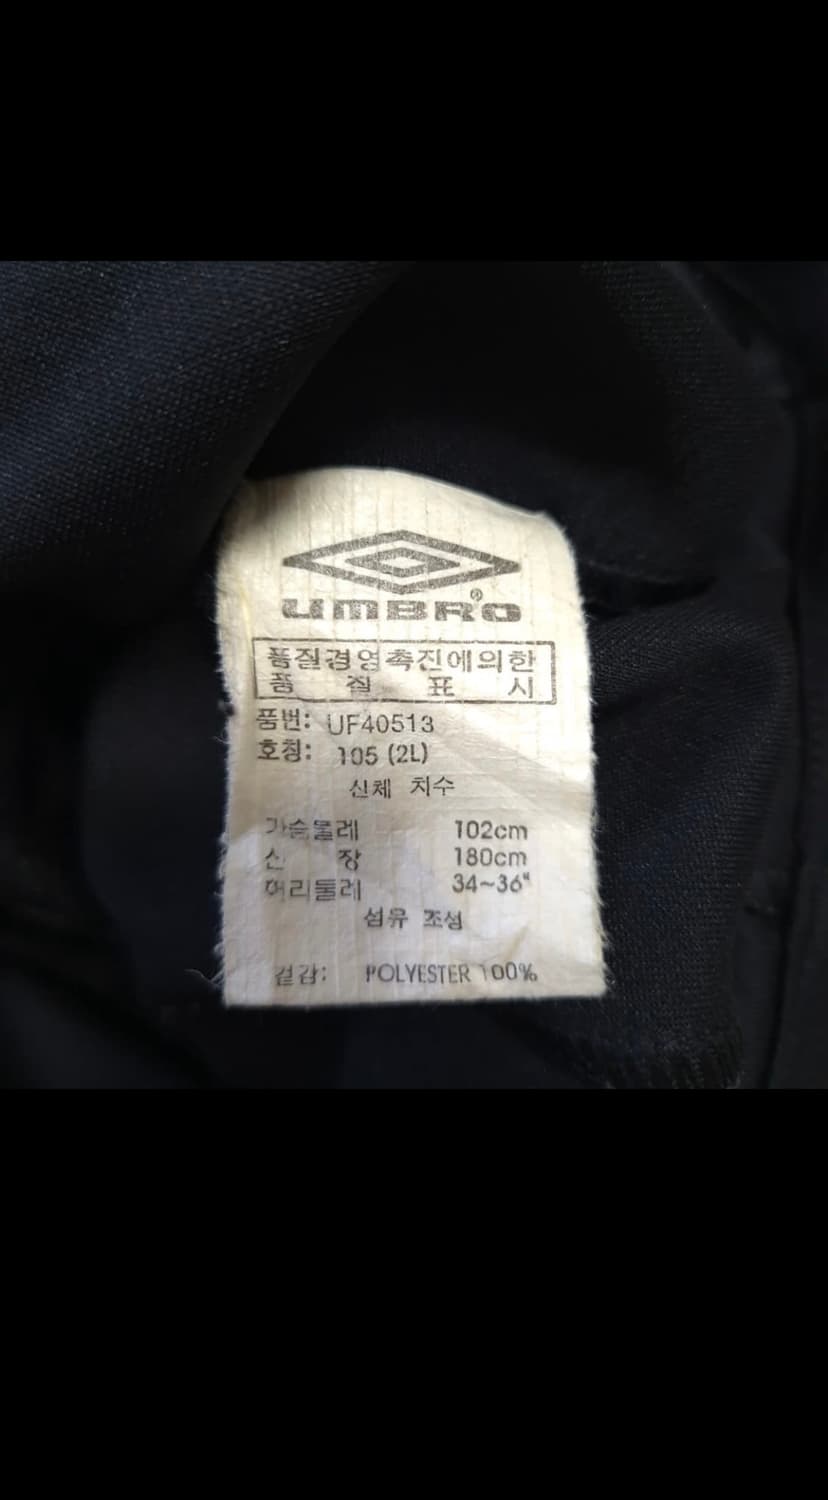 UMBRO®
품질경영촉진에의한
품 질 표 시
품번: UF40513
호칭: 105 (2L)
신체 치수
가슴둘레 102cm
신 장 180cm
허리둘레 34~36"
섬유 조성
겉감: POLYESTER 100%